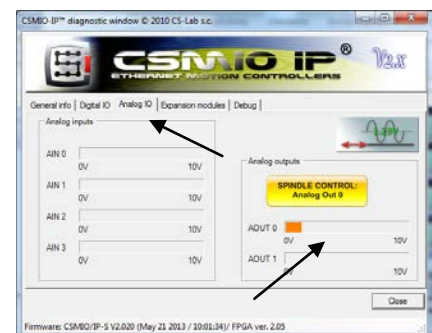 CSMIO-IP™ diagnostic window © 2010 CS-Lab s.c.
CSMIO IP® V2.X
ETHERNET MOTION CONTROLLERS
General info | Digital IO | Analog IO | Expansion modules | Debug
Analog inputs
AIN 0
0V 10V
AIN 1
0V 10V
AIN 2
0V 10V
AIN 3
0V 10V
Analog outputs
SPINDLE CONTROL:
Analog Out 0
AOUT 0
0V 10V
AOUT 1
0V 10V
Close
Firmware: CSMIO/IP-S V2.020 (May 21 2013 / 10:01:34)/ FPGA ver. 2.05